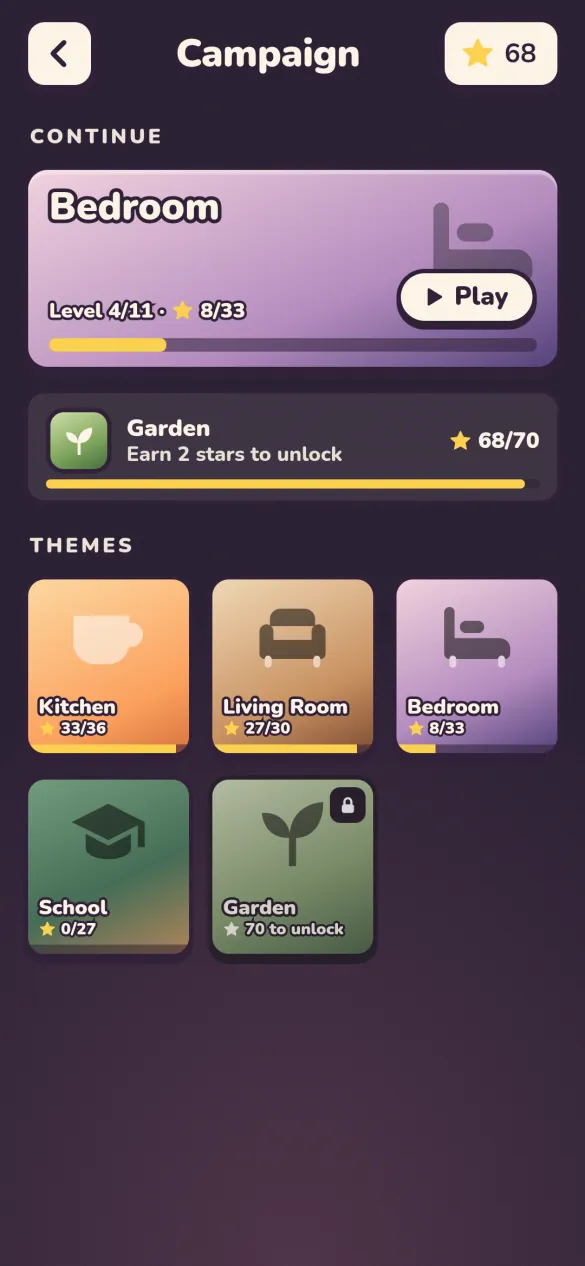 Campaign
68
CONTINUE
Bedroom
Level 4/11 • 8/33
Play
Garden
Earn 2 stars to unlock
68/70
THEMES
Kitchen
33/36
Living Room
27/30
Bedroom
8/33
School
0/27
Garden
70 to unlock